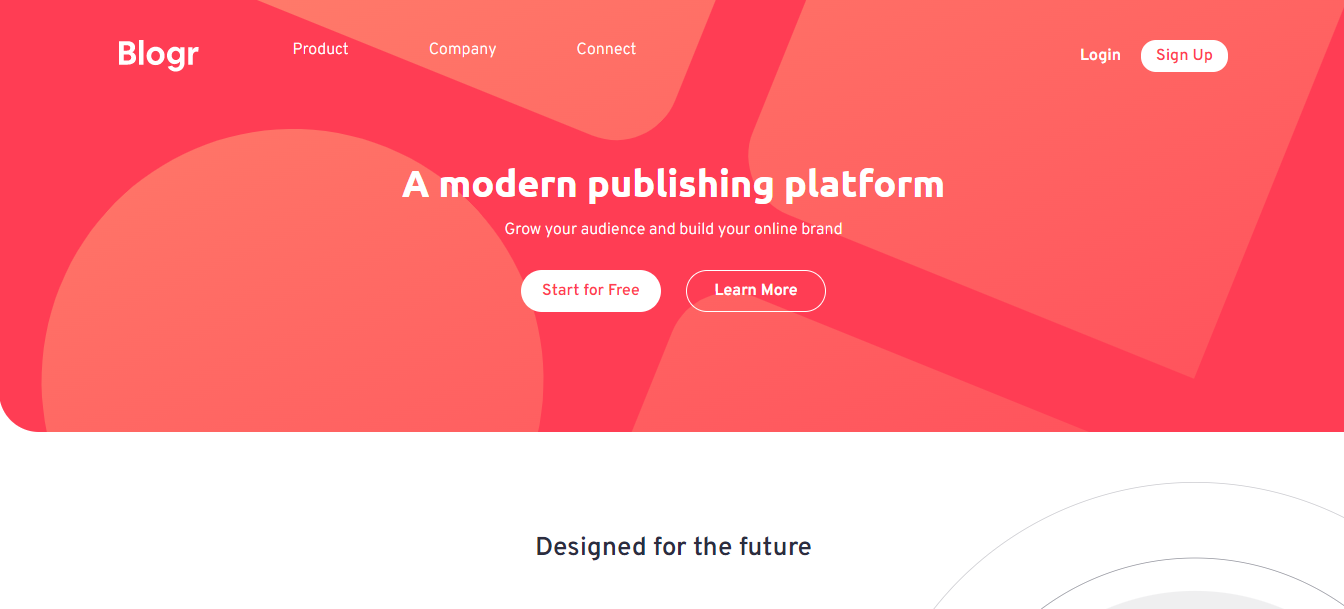 Blogr
Product
Company
Connect
Login
Sign Up
A modern publishing platform
Grow your audience and build your online brand
Start for Free
Learn More
Designed for the future